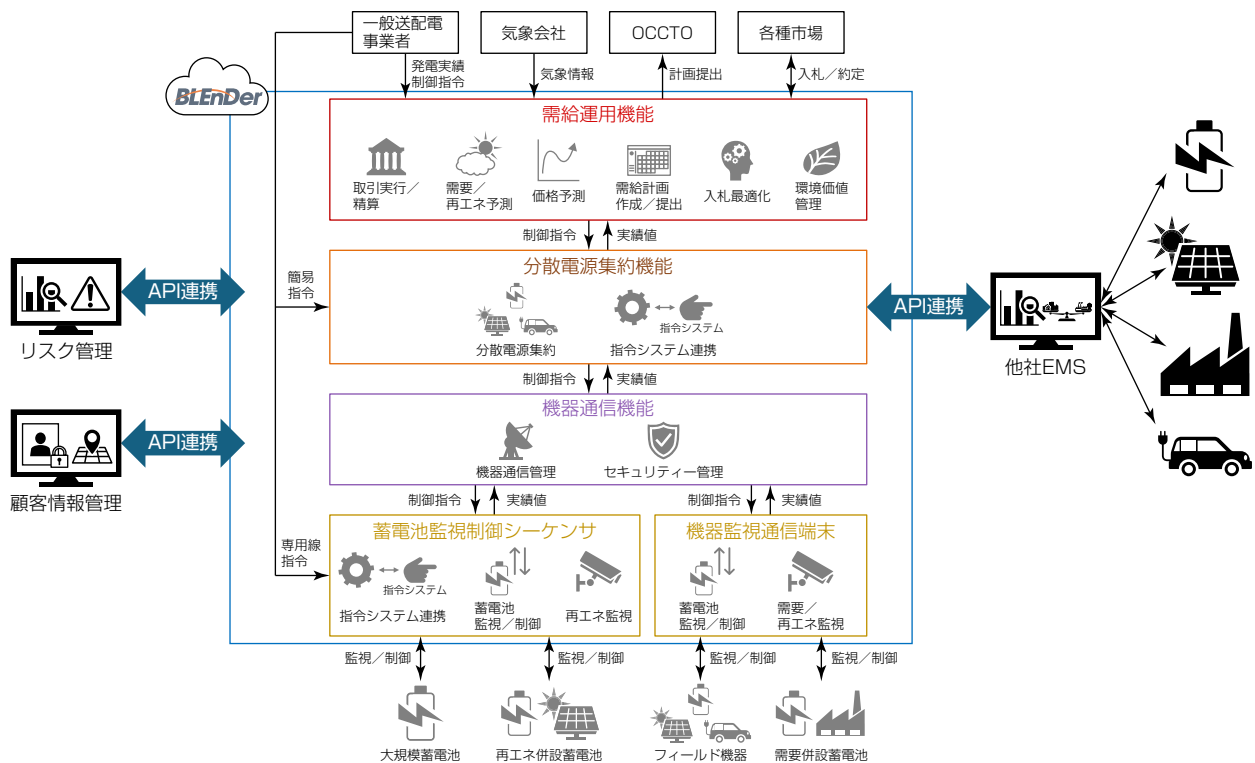 一般送配電
事業者
気象会社
OCCTO
各種市場
発電実績
制御指令
気象情報
計画提出
入札／約定
BLEnDer
需給運用機能
取引実行／
精算
需要／
再エネ予測
価格予測
需給計画
作成／提出
入札最適化
環境価値
管理
制御指令
実績値
分散電源集約機能
簡易
指令
指令システム
分散電源集約
指令システム連携
API連携
リスク管理
API連携
他社EMS
制御指令
実績値
機器通信機能
機器通信管理
セキュリティー管理
API連携
顧客情報管理
制御指令
実績値
制御指令
実績値
蓄電池監視制御シーケンサ
専用線
指令
指令システム
指令システム連携
蓄電池
監視／制御
再エネ監視
機器監視通信端末
蓄電池
監視／制御
需要／
再エネ監視
監視／制御
監視／制御
監視／制御
監視／制御
大規模蓄電池
再エネ併設蓄電池
フィールド機器
需要併設蓄電池